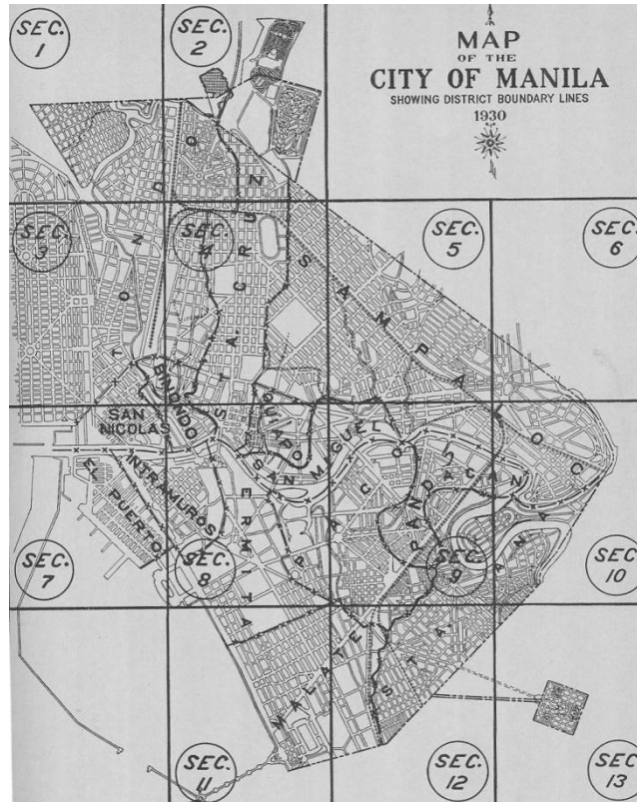 SEC.
1
SEC.
2
MAP
OF THE
CITY OF MANILA
SHOWING DISTRICT BOUNDARY LINES
1930
SEC.
3
SEC.
4
SEC.
5
SEC.
6
TONDO
STA. CRUZ
SAMPALOC
BINONDO
SAN
NICOLAS
QUIAPO
SAN MIGUEL
INTRAMUROS
EL PUERTO
ERMITA
PACO
PANDACAN
STA. ANA
SEC.
7
SEC.
8
SEC.
9
SEC.
10
MALATE
SEC.
11
SEC.
12
SEC.
13